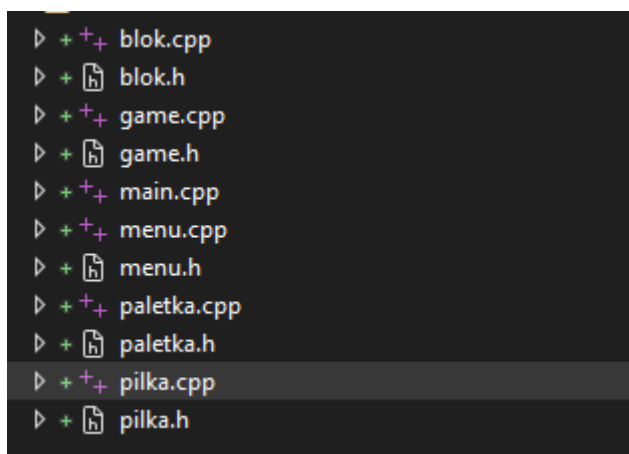 blok.cpp
blok.h
game.cpp
game.h
main.cpp
menu.cpp
menu.h
paletka.cpp
paletka.h
pilka.cpp
pilka.h